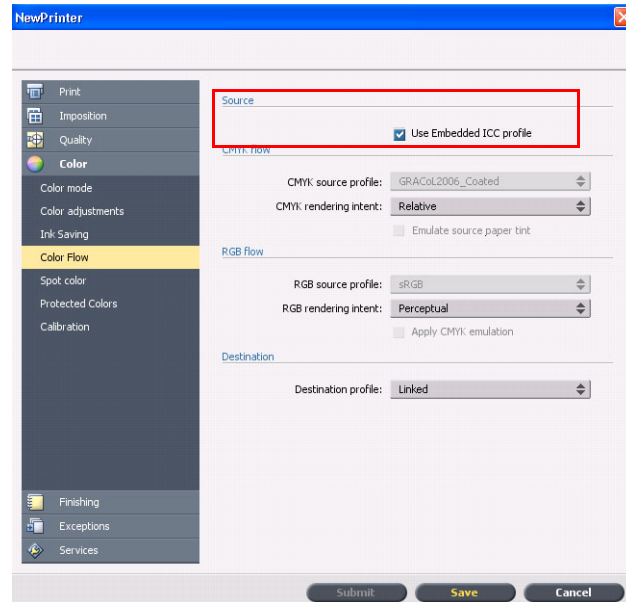 NewPrinter
Print
Imposition
Quality
Color
Color mode
Color adjustments
Ink Saving
Color Flow
Spot color
Protected Colors
Calibration
Finishing
Exceptions
Services
Source
Use Embedded ICC profile
CMYK flow
CMYK source profile: GRACoL2006_Coated
CMYK rendering intent: Relative
Emulate source paper tint
RGB flow
RGB source profile: sRGB
RGB rendering intent: Perceptual
Apply CMYK emulation
Destination
Destination profile: Linked
Submit Save Cancel